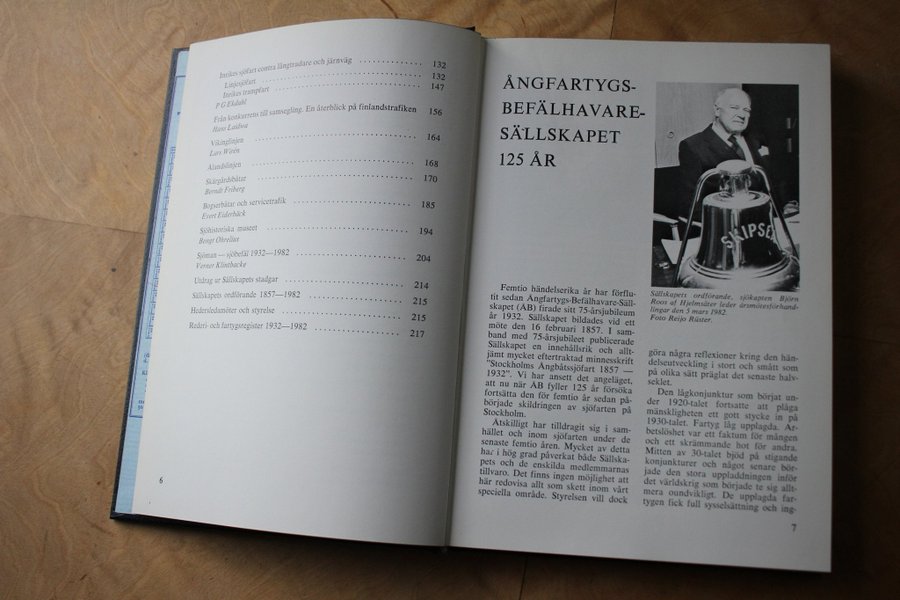 Inrikes sjöfart contra långtradare och järnväg ........ 132
Linjesjöfart ........ 132
Inrikes trampfart ........ 147
P G Ekdahl
Från konkurrens till samsegling. En återblick på finlandstrafiken 156
Hans Laidwa
Vikinglinjen ........ 164
Lars Wirén
Ålandslinjen ........ 168
Skärgårdsbåtar ........ 170
Berndt Friberg
Bogserbåtar och servicetrafik ........ 185
Evert Eiderbäck
Sjöhistoriska museet ........ 194
Bengt Ohrelius
Sjöman — sjöbefäl 1932—1982 ........ 204
Verner Klintbacke
Utdrag ur Sällskapets stadgar ........ 214
Sällskapets ordförande 1857—1982 ........ 215
Hedersledamöter och styrelse ........ 215
Rederi- och fartygsregister 1932—1982 ........ 217
6
ÅNGFARTYGS-
BEFÄLHAVARE-
SÄLLSKAPET
125 ÅR
Femtio händelserika år har förflu-
tit sedan Ångfartygs-Befälhavare-Säll-
skapet (ÅB) firade sitt 75-årsjubileum
år 1932. Sällskapet bildades vid ett
möte den 16 februari 1857. I sam-
band med 75-årsjubileet publicerade
Sällskapet en innehållsrik och allt-
jämt mycket eftertraktad minnesskrift
"Stockholms Ångbåtssjöfart 1857 —
1932". Vi har ansett det angeläget,
att nu när ÅB fyller 125 år försöka
fortsätta den för femtio år sedan på-
började skildringen av sjöfarten på
Stockholm.
Åtskilligt har tilldragit sig i sam-
hället och inom sjöfarten under de
senaste femtio åren. Mycket av detta
har i hög grad påverkat både Sällska-
pets och de enskilda medlemmarnas
tillvaro. Det finns ingen möjlighet att
här redovisa allt som skett inom vårt
speciella område. Styrelsen vill dock
SKIPSE
Sällskapets ordförande, sjökapten Björn
Roos af Hjelmsäter leder årsmötesförhand-
lingar den 5 mars 1982.
Foto Reijo Rüster.
göra några reflexioner kring den hän-
delseutveckling i stort och smått som
på olika sätt präglat det senaste halv-
seklet.
Den lågkonjunktur som börjat un-
der 1920-talet fortsatte att plåga
mänskligheten ett gott stycke in på
1930-talet. Fartyg låg upplagda. Ar-
betslöshet var ett faktum för mången
och ett skrämmande hot för andra.
Mitten av 30-talet bjöd på stigande
konjunkturer och något senare bör-
jade den stora uppladdningen inför
det världskrig som började te sig allt-
mera oundvikligt. De upplagda far-
tygen fick full sysselsättning och ing-
7